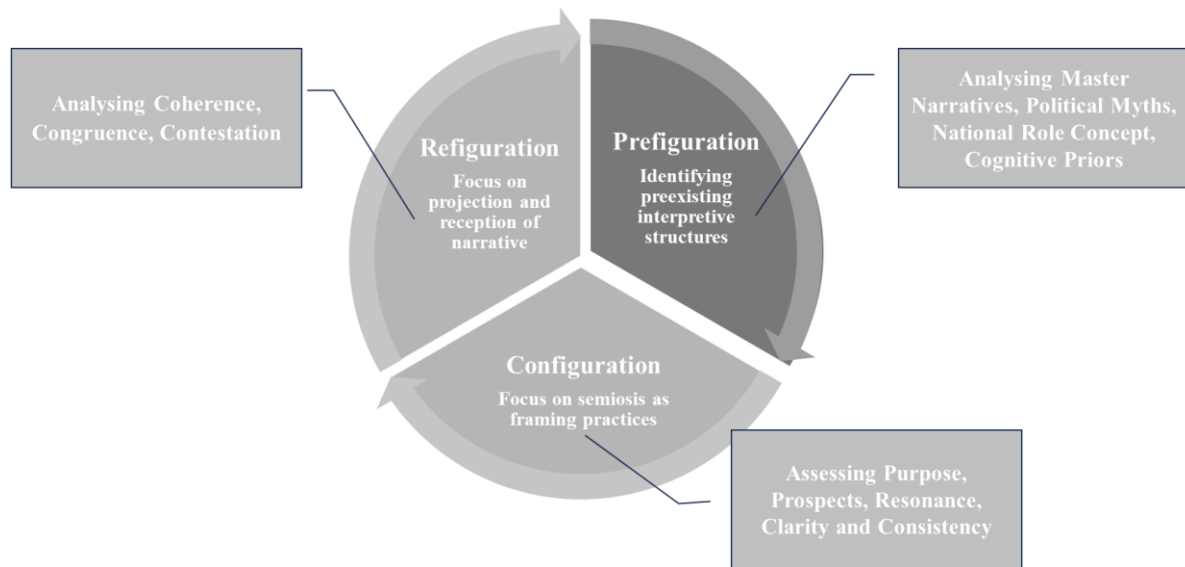 Analysing Coherence,
Congruence, Contestation
Refiguration
Focus on
projection and
reception of
narrative
Prefiguration
Identifying
preexisting
interpretive
structures
Analysing Master
Narratives, Political Myths,
National Role Concept,
Cognitive Priors
Configuration
Focus on semiosis as
framing practices
Assessing Purpose,
Prospects, Resonance,
Clarity and Consistency